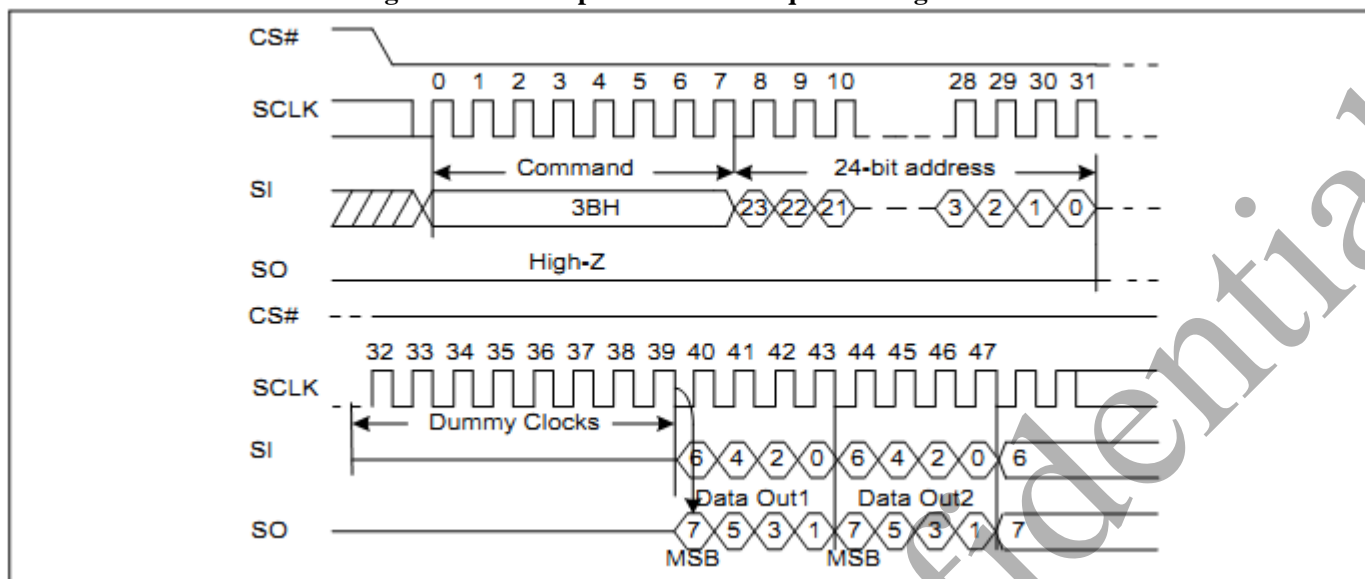 CS#
0 1 2 3 4 5 6 7 8 9 10 28 29 30 31
SCLK
Command 24-bit address
SI
3BH 23 22 21 3 2 1 0
High-Z
SO
CS#
32 33 34 35 36 37 38 39 40 41 42 43 44 45 46 47
SCLK
Dummy Clocks
SI
6 4 2 0 6 4 2 0 6
Data Out1 Data Out2
SO
7 5 3 1 7 5 3 1 7
MSB MSB
fidential